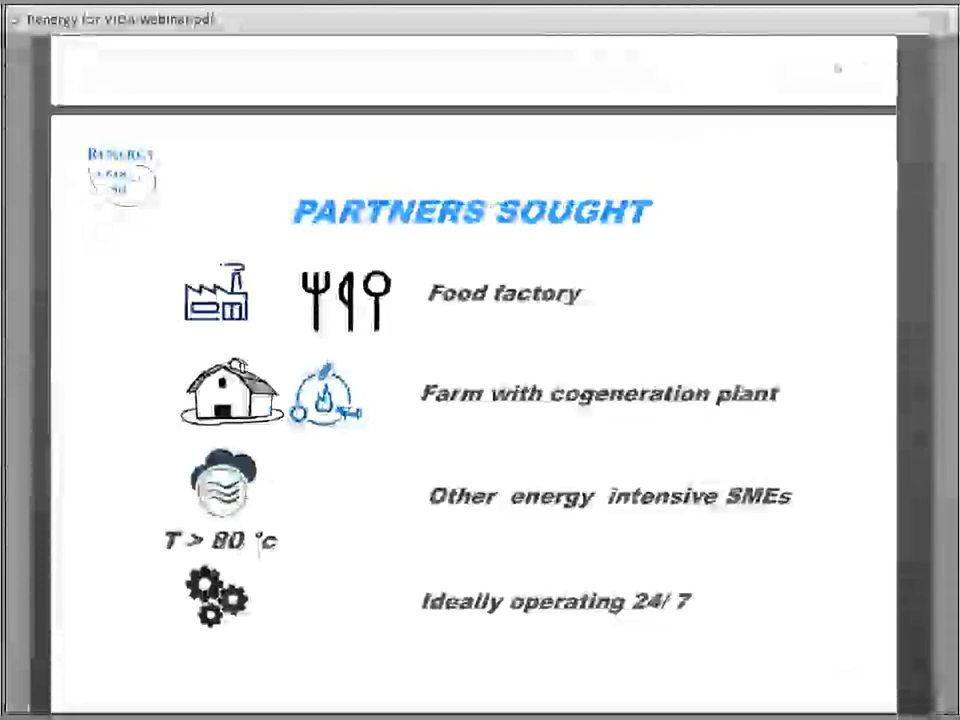 Renergy for VIDA webinar.pdf
RENERGY
PARTNERS SOUGHT
Food factory
Farm with cogeneration plant
Other energy intensive SMEs
T > 80 °c
Ideally operating 24/ 7